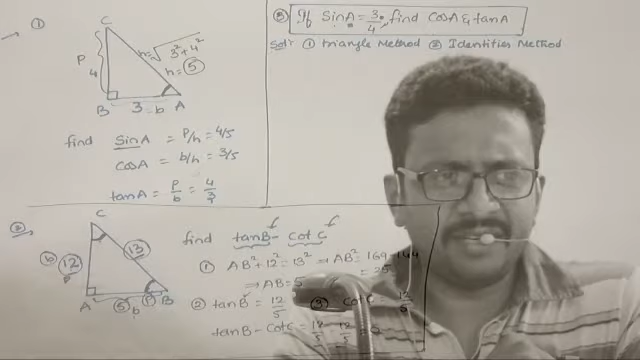 ①
C
P
4
h = √3²+4²
h = 5
B
3 = b
A
find SinA = P/h = 4/5
cosA = b/h = 3/5
tanA = P/b = 4/3
②
C
12
13
A
5
b
B
find tanB - cotC
① AB²+12² = 13² ⇒ AB² = 169-144
= 25
⇒ AB = 5
② tanB = 12/5 ③ cotC = 12/5
tanB - cotC = 12/5 - 12/5 = 0
③ If SinA = 3/4, find CosA & tanA
Sol: ① Triangle Method ② Identities Method